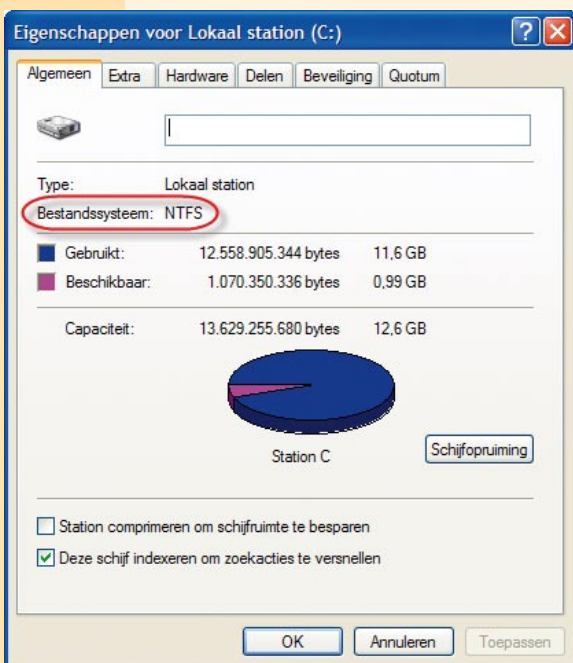 Eigenschappen voor Lokaal station (C:)
Algemeen Extra Hardware Delen Beveiliging Quotum
Type: Lokaal station
Bestandssysteem: NTFS
Gebruikt: 12.558.905.344 bytes 11,6 GB
Beschikbaar: 1.070.350.336 bytes 0,99 GB
Capaciteit: 13.629.255.680 bytes 12,6 GB
Station C
Schijfopruiming
Station comprimeren om schijfruimte te besparen
Deze schijf indexeren om zoekacties te versnellen
OK Annuleren Toepassen